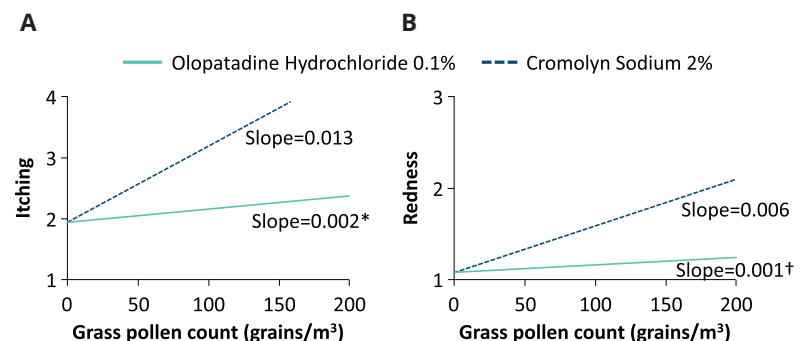 A
B
Olopatadine Hydrochloride 0.1%
Cromolyn Sodium 2%
4
3
2
1
Itching
Slope=0.013
Slope=0.002*
0
50
100
150
200
Grass pollen count (grains/m³)
3
2
1
Redness
Slope=0.006
Slope=0.001†
0
50
100
150
200
Grass pollen count (grains/m³)